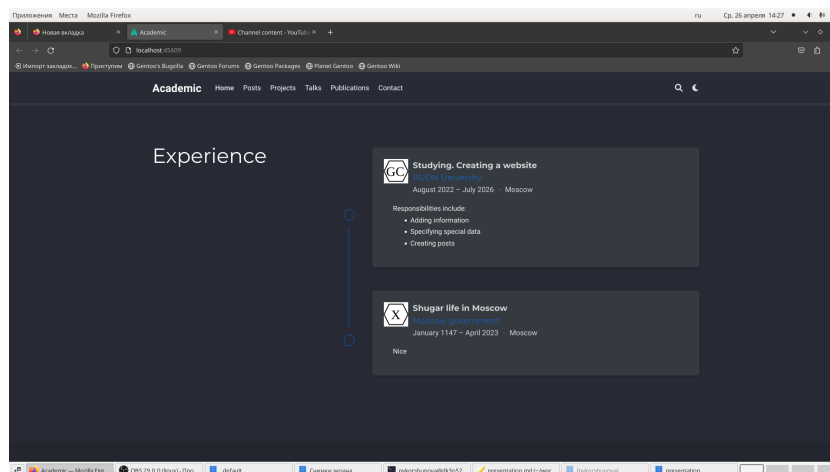 Приложения Места Mozilla Firefox ru Ср, 26 апреля 14:27
Новая вкладка × Academic × Channel content - YouTube × +
localhost:45609
Импорт закладок... Приступим Gentoo's Bugzilla Gentoo Forums Gentoo Packages Planet Gentoo Gentoo Wiki
Academic Home Posts Projects Talks Publications Contact
Experience
GC
Studying. Creating a website
RUDN University
August 2022 – July 2026 · Moscow
Responsibilities include:
• Adding information
• Specifying special data
• Creating posts
X
Shugar life in Moscow
Moscow government
January 1147 – April 2023 · Moscow
Nice
Academic — Mozilla Fire... OBS 29.0.0 (linux) - Про... default Снимки экрана presentation